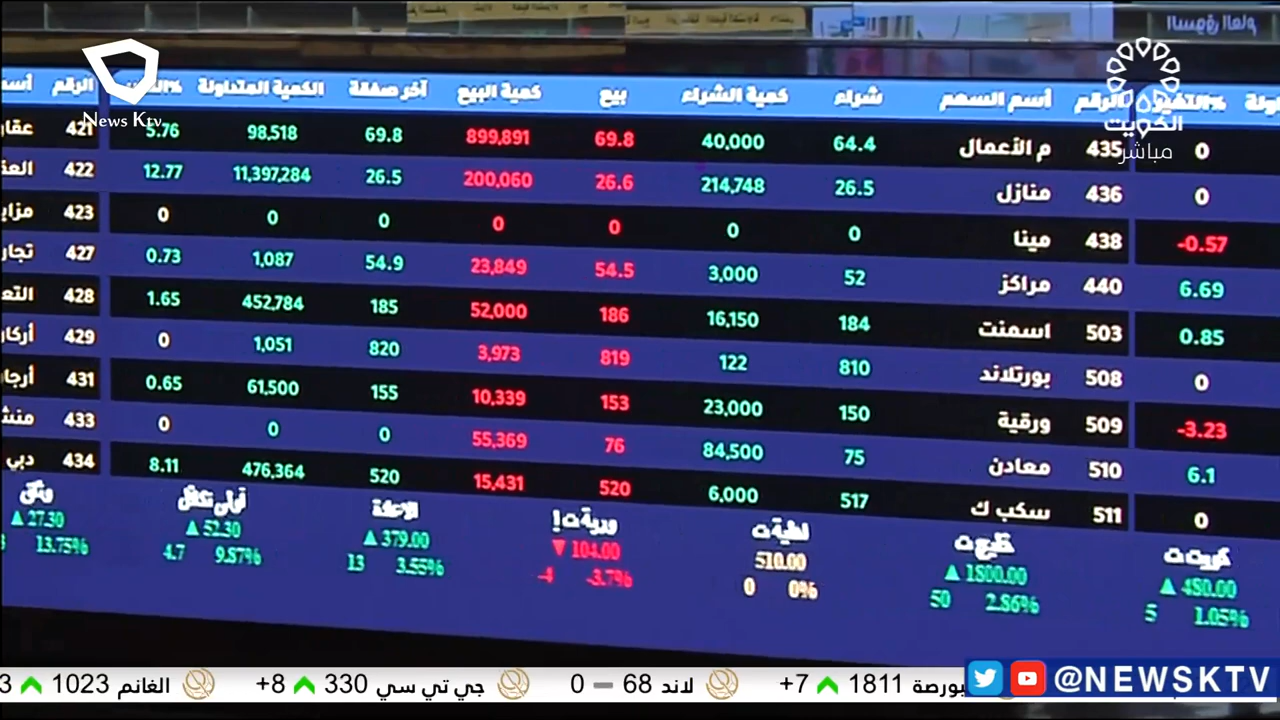 News Ktv
الكويت
مباشر
%التغير الرقم أسم السهم شراء كمية الشراء بيع كمية البيع آخر صفقة الكمية المتداولة الرقم
0 435 م الأعمال 64.4 40,000 69.8 899,891 69.8 98,518 5.76 421
0 436 منازل 26.5 214,748 26.6 200,060 26.5 11,397,284 12.77 422
-0.57 438 مينا 0 0 0 0 0 0 0 423
6.69 440 مراكز 52 3,000 54.5 23,849 54.9 1,087 0.73 427
0.85 503 اسمنت 184 16,150 186 52,000 185 452,784 1.65 428
0 508 بورتلاند 810 122 819 3,973 820 1,051 0 429
-3.23 509 ورقية 150 23,000 153 10,339 155 61,500 0.65 431
6.1 510 معادن 75 84,500 76 55,369 0 0 0 433
0 511 سكب ك 517 6,000 520 15,431 520 476,364 8.11 434 دبي
▲ 480.00 ▲ 1800.00 510.00 ▼ 104.00 ▲ 379.00 ▲ 52.30 ▲ 27.30
5 1.05% 50 2.86% 0 0% -4 -3.7% 13 3.55% 4.7 9.87% 13.75%
بورصة 1811 +7 لاند 68 0 جي تي سي 330 +8 الغانم 1023
@NEWSKTV